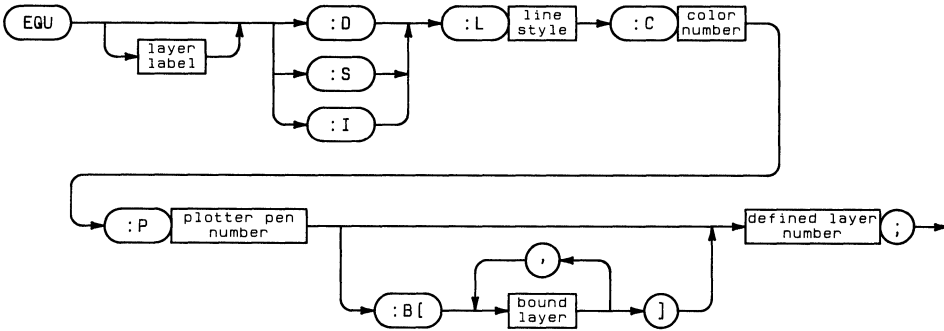 EQU
layer
label
:D
:S
:I
:L
line
style
:C
color
number
:P
plotter pen
number
:B[
,
bound
layer
]
defined layer
number
;